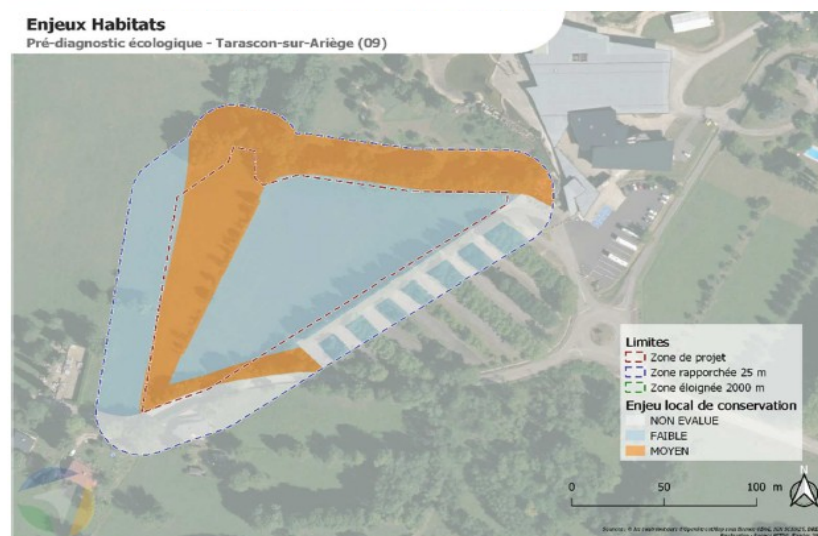 Enjeux Habitats
Pré-diagnostic écologique - Tarascon-sur-Ariège (09)
Limites
Zone de projet
Zone rapporchée 25 m
Zone éloignée 2000 m
Enjeu local de conservation
NON EVALUE
FAIBLE
MOYEN
N
0 50 100 m